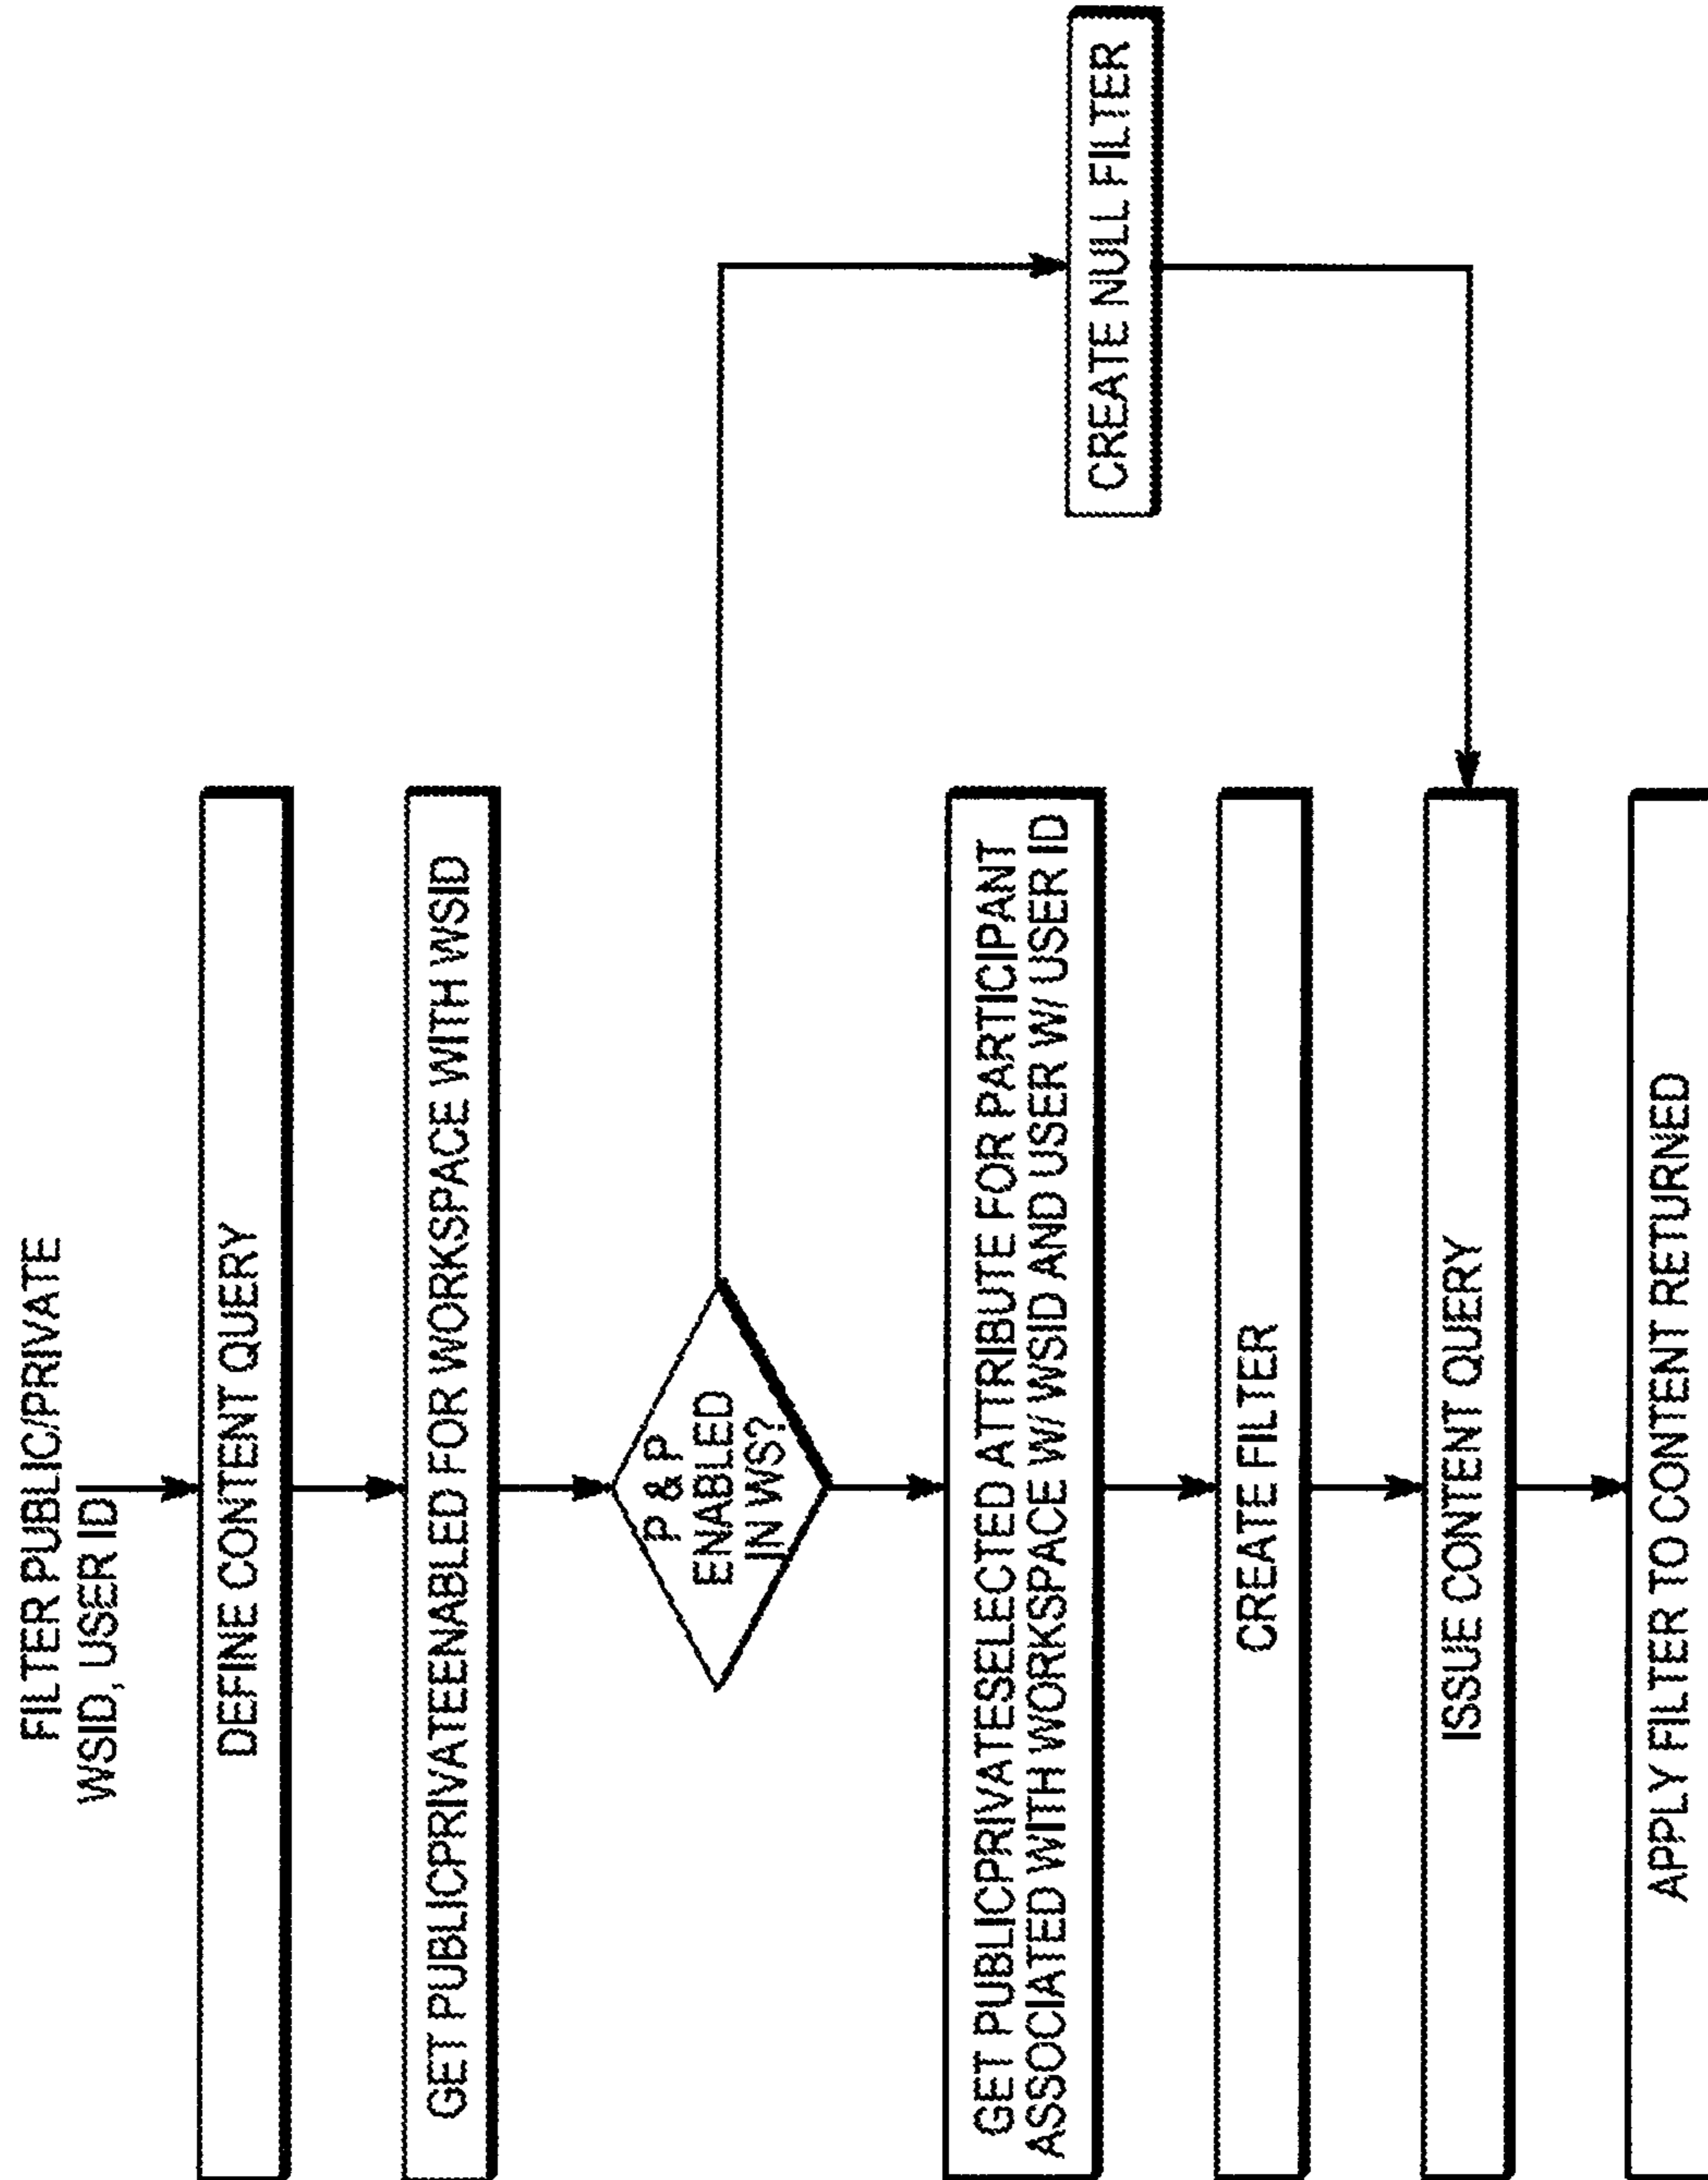 FILTER PUBLIC/PRIVATE
WSID, USER ID
DEFINE CONTENT QUERY
GET PUBLICPRIVATEENABLED FOR WORKSPACE WITH WSID
P & P
ENABLED
IN WS?
GET PUBLICPRIVATESELECTED ATTRIBUTE FOR PARTICIPANT
ASSOCIATED WITH WORKSPACE W/ WSID AND USER W/ USER ID
CREATE NULL FILTER
CREATE FILTER
ISSUE CONTENT QUERY
APPLY FILTER TO CONTENT RETURNED